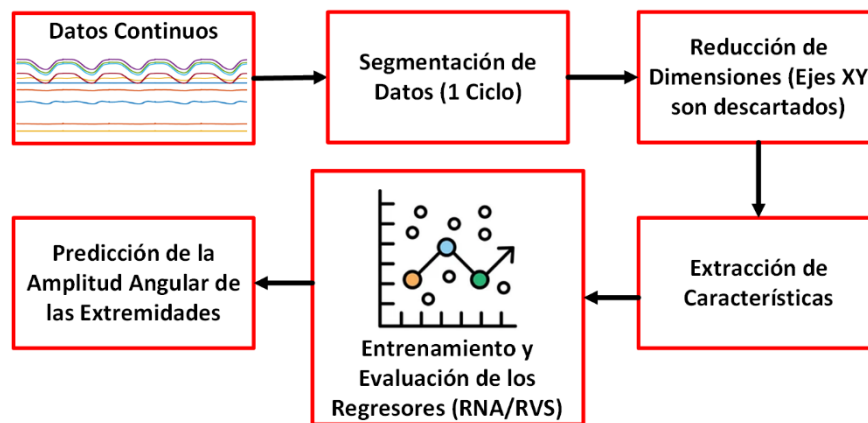 Datos Continuos
Segmentación de
Datos (1 Ciclo)
Reducción de
Dimensiones (Ejes XY
son descartados)
Extracción de
Características
Entrenamiento y
Evaluación de los
Regresores (RNA/RVS)
Predicción de la
Amplitud Angular de
las Extremidades